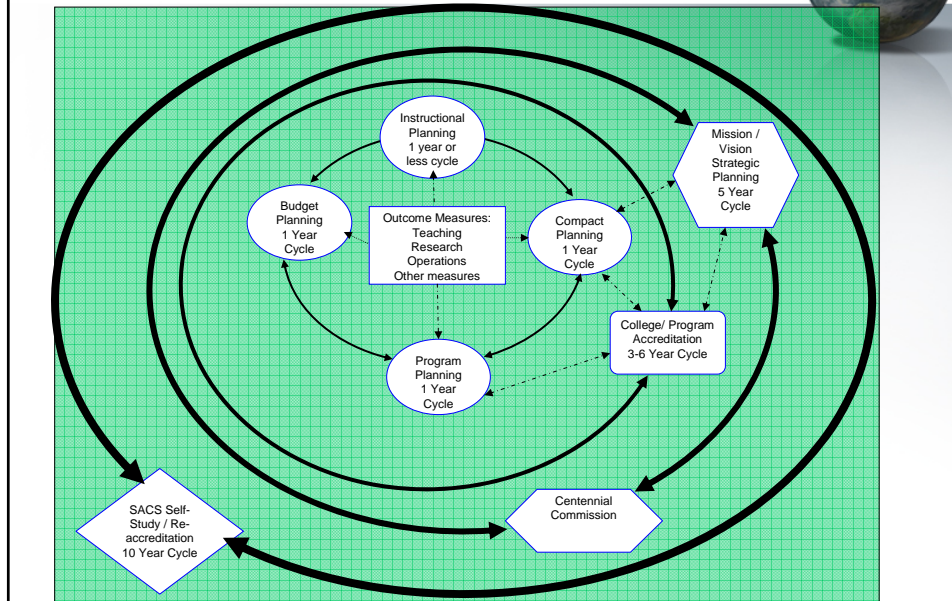 Instructional
Planning
1 year or
less cycle
Mission /
Vision
Strategic
Planning
5 Year
Cycle
Budget
Planning
1 Year
Cycle
Outcome Measures:
Teaching
Research
Operations
Other measures
Compact
Planning
1 Year
Cycle
College/ Program
Accreditation
3-6 Year Cycle
Program
Planning
1 Year
Cycle
SACS Self-
Study / Re-
accreditation
10 Year Cycle
Centennial
Commission